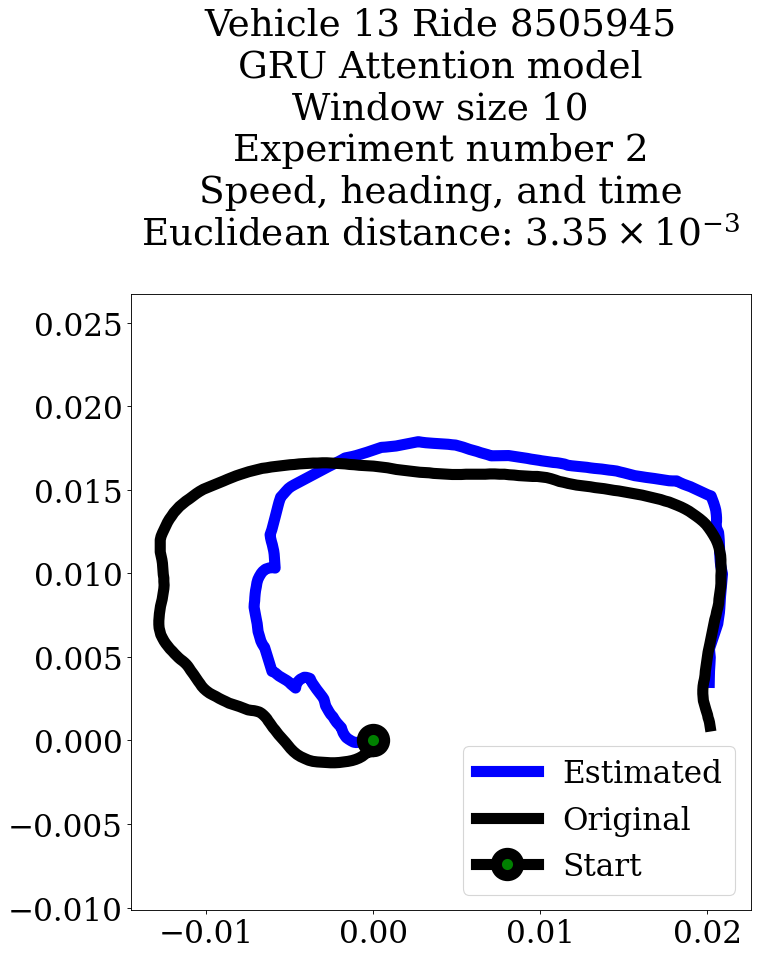 Vehicle 13 Ride 8505945
GRU Attention model
Window size 10
Experiment number 2
Speed, heading, and time
Euclidean distance: 3.35 × 10⁻³
0.025
0.020
0.015
0.010
0.005
0.000
−0.005
−0.010
−0.01 0.00 0.01 0.02
Estimated
Original
Start